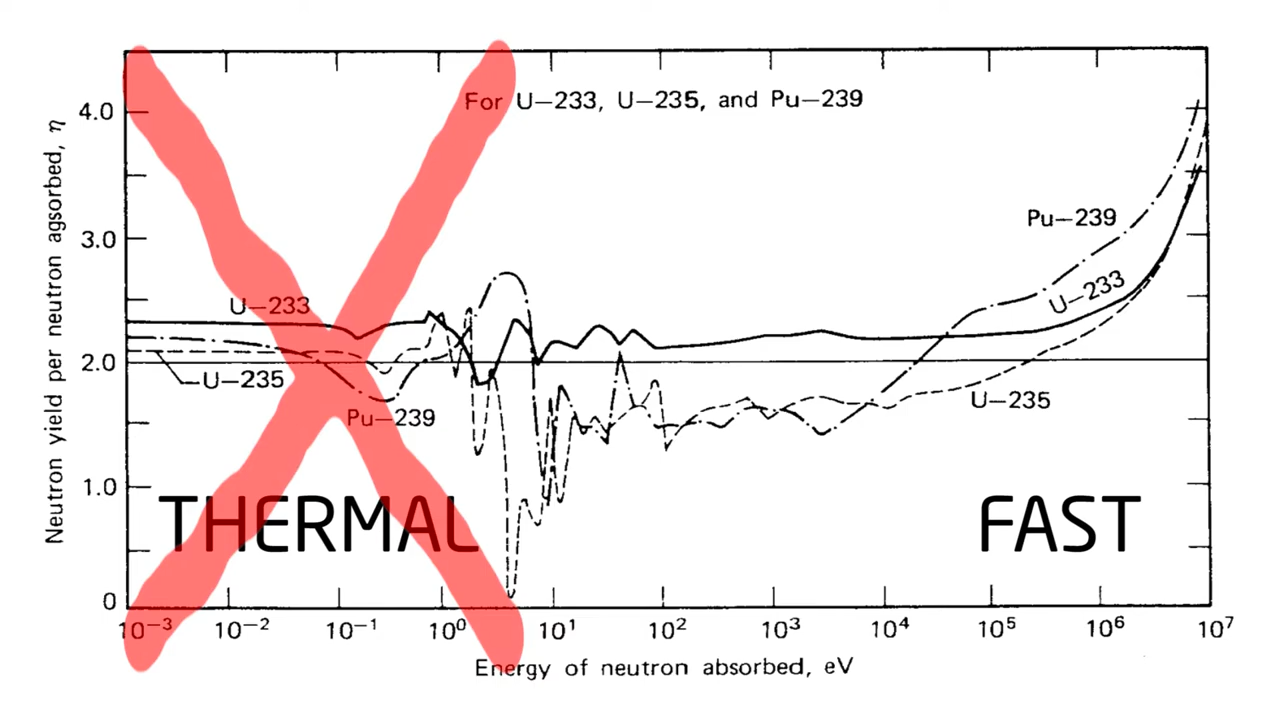 For U–233, U–235, and Pu–239
4.0
3.0
2.0
1.0
0
Neutron yield per neutron agsorbed, η
U–233
U–235
Pu–239
Pu–239
U–233
U–235
THERMAL
FAST
10⁻³ 10⁻² 10⁻¹ 10⁰ 10¹ 10² 10³ 10⁴ 10⁵ 10⁶ 10⁷
Energy of neutron absorbed, eV